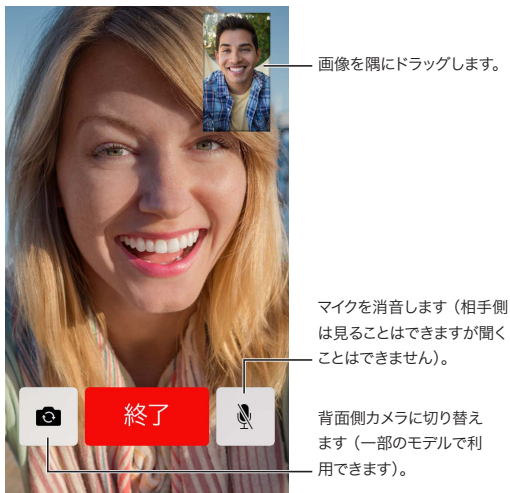 画像を隅にドラッグします。
マイクを消音します（相手側
は見ることはできますが聞く
ことはできません）。
終了
背面側カメラに切り替え
ます（一部のモデルで利
用できます）。